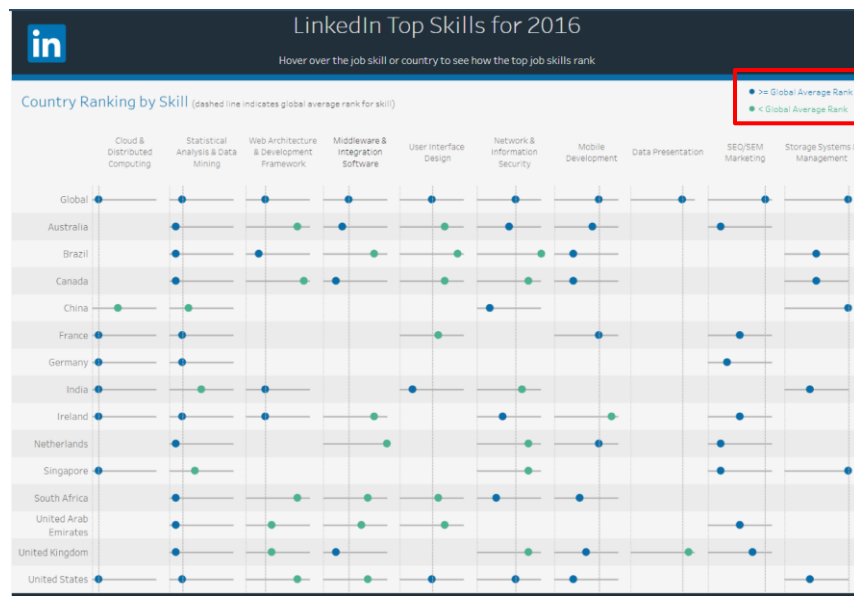 in
LinkedIn Top Skills for 2016
Hover over the job skill or country to see how the top job skills rank
>= Global Average Rank
< Global Average Rank
Country Ranking by Skill (dashed line indicates global average rank for skill)
Cloud &
Distributed
Computing
Statistical
Analysis & Data
Mining
Web Architecture
& Development
Framework
Middleware &
Integration
Software
User Interface
Design
Network &
Information
Security
Mobile
Development
Data Presentation
SEO/SEM
Marketing
Storage Systems &
Management
Global
Australia
Brazil
Canada
China
France
Germany
India
Ireland
Netherlands
Singapore
South Africa
United Arab
Emirates
United Kingdom
United States